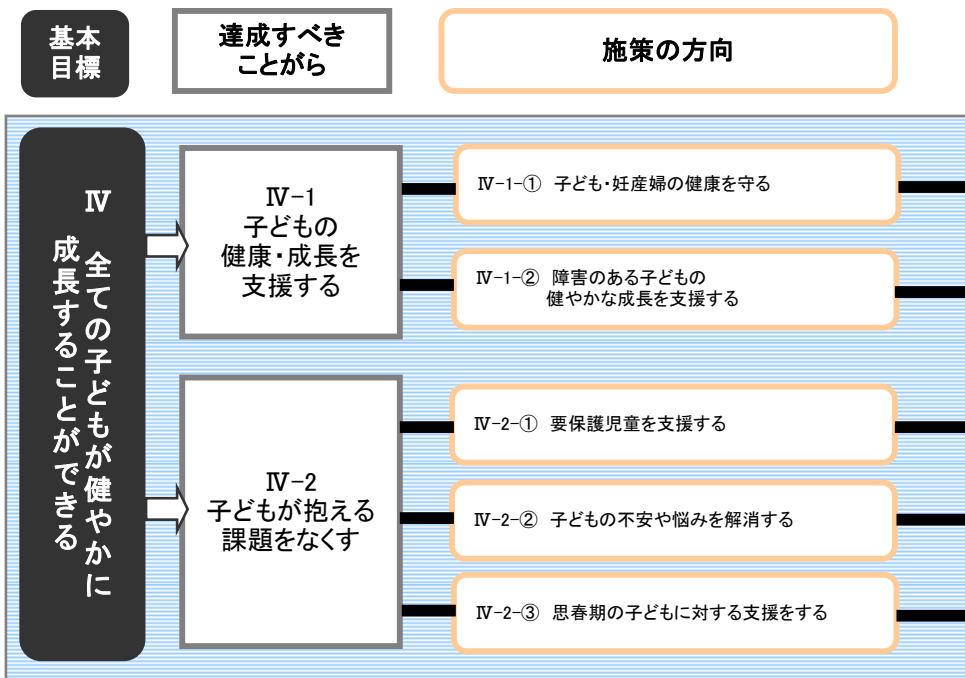 基本
目標
達成すべき
ことがら
施策の方向
Ⅳ 全ての子どもが健やかに
成長することができる
Ⅳ-1
子どもの
健康・成長を
支援する
Ⅳ-1-① 子ども・妊産婦の健康を守る
Ⅳ-1-② 障害のある子どもの
健やかな成長を支援する
Ⅳ-2
子どもが抱える
課題をなくす
Ⅳ-2-① 要保護児童を支援する
Ⅳ-2-② 子どもの不安や悩みを解消する
Ⅳ-2-③ 思春期の子どもに対する支援をする